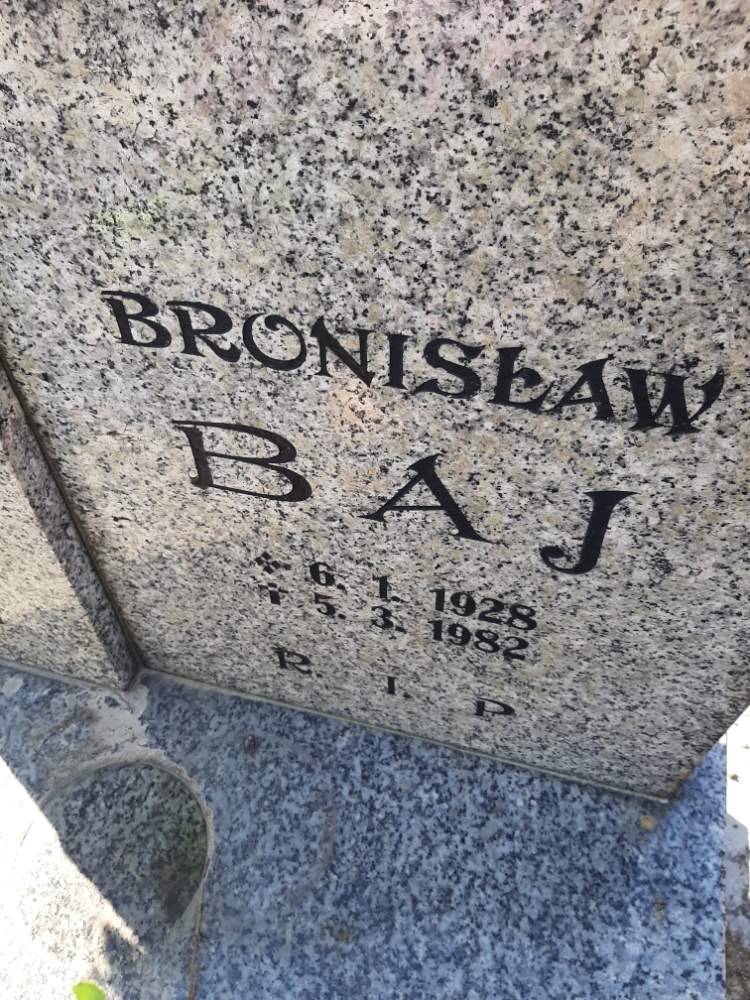 BRONISŁAW
BAJ
6. 1. 1928
† 5. 3. 1982
R. I. P